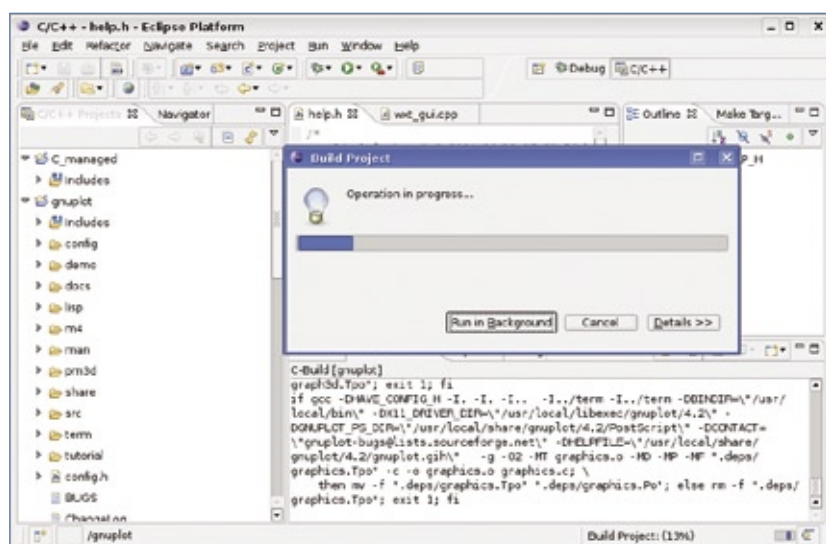 C/C++ - help.h - Eclipse Platform
File Edit Refactor Navigate Search Project Run Window Help
Debug C/C++
C/C++ Projects Navigator
help.h wxt_gui.cpp
Outline Make Targ...
/*
P_H
C_managed
Includes
gnuplot
Includes
config
demo
docs
lisp
m4
man
pm3d
share
src
term
tutorial
config.h
BUGS
ChangeLog
Build Project
Operation in progress...
Run in Background Cancel Details >>
C-Build [gnuplot]
graph3d.Tpo"; exit 1; fi
if gcc -DHAVE_CONFIG_H -I. -I. -I.. -I../term -I../term -DBINDIR=\"/usr/
local/bin\" -DX11_DRIVER_DIR=\"/usr/local/libexec/gnuplot/4.2\" -
DGNUPLOT_PS_DIR=\"/usr/local/share/gnuplot/4.2/PostScript\" -DCONTACT=
\"gnuplot-bugs@lists.sourceforge.net\" -DHELPFILE=\"/usr/local/share/
gnuplot/4.2/gnuplot.gih\" -g -O2 -MT graphics.o -MD -MP -MF ".deps/
graphics.Tpo" -c -o graphics.o graphics.c; \
then mv -f ".deps/graphics.Tpo" ".deps/graphics.Po"; else rm -f ".deps/
graphics.Tpo"; exit 1; fi
/gnuplot
Build Project: (13%)